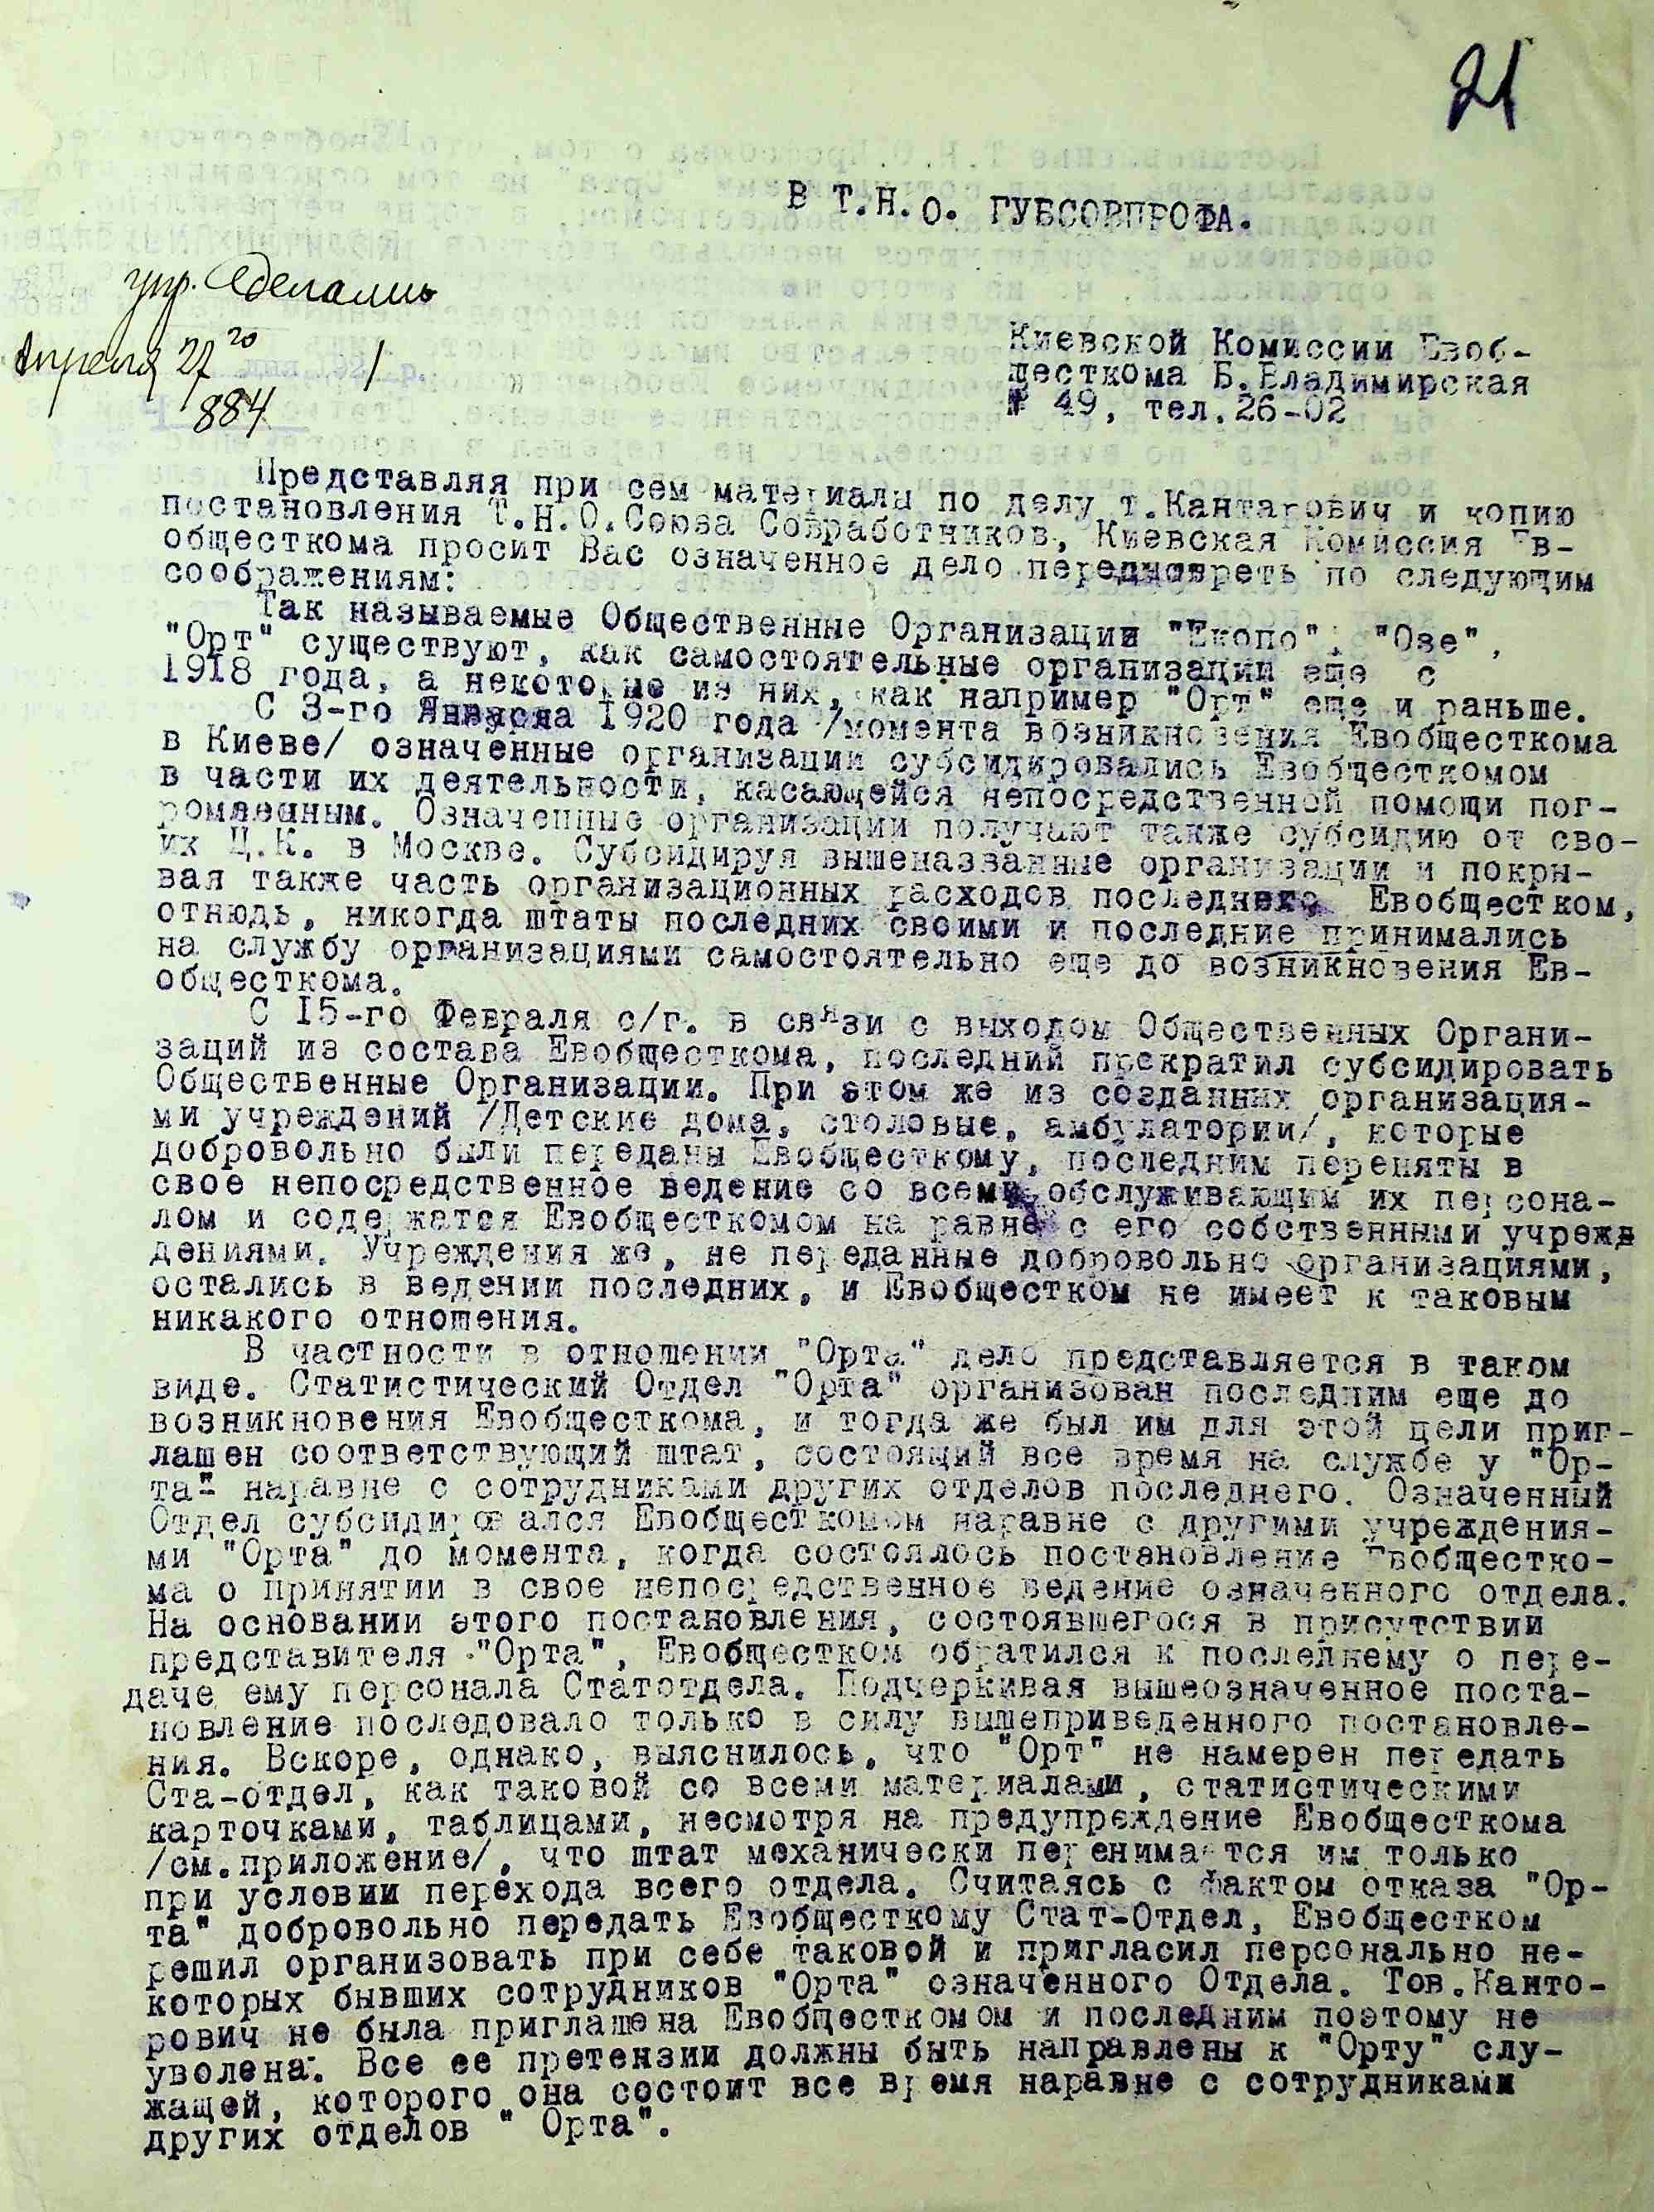 21
В Т.Н.О. ГУБСОВПРОФА.
Апреля 27
884
1
Киевской Комиссии Евоб-
щесткома Б.Владимирская
№ 49, тел.26-02
Представляя при сем материалы по делу т.Кантарович и копию
постановления Т.Н.О.Союза Совработников, Киевская Комиссия Ев-
общесткома просит Вас означенное дело по следующим
соображениям:
Так называемые Общественные Организации "Екопо", "Озе",
"Орт" существуют, как самостоятельные организации еще с
1918 года, а некоторые из них, как например "Орт" еще и раньше.
С 3-го 1920 года /момента возникновения Евобщесткома
в Киеве/ означенные организации субсидировались Евобщесткомом
в части их деятельности, касающейся непосредственной помощи пог-
ромленным. Означенные организации получают также субсидию от сво-
их Ц.К. в Москве. Субсидируя вышеназванные организации и покры-
вая также часть организационных расходов Евобщестком,
отнюдь, никогда штаты последних своими и последние принимались
на службу организациями самостоятельно еще до возникновения Ев-
общесткома.
С 15-го Февраля с/г. в связи с выходом Общественных Органи-
заций из состава Евобщесткома, последний прекратил субсидировать
Общественные Организации. При этом же из созданных организация-
ми учреждений /Детские дома, столовые, амбулатории/, которые
добровольно были переданы Евобщесткому, последним переняты в
свое непосредственное ведение со всеми обслуживающим их персона-
лом и содержатся Евобщесткомом на равне с его собственными учрежд
дениями. Учреждения же, не переданные добровольно организациями,
остались в ведении последних, и Евобщестком не имеет к таковым
никакого отношения.
В частности в отношении "Орта" дело представляется в таком
виде. Статистический Отдел "Орта" организован последним еще до
возникновения Евобщесткома, и тогда же был им для этой цели приг-
лашен соответствующий штат, состоящий все время на службе у "Ор-
та" наравне с сотрудниками других отделов последнего. Означенный
Отдел субсидировался Евобщесткомом наравне с другими учреждения-
ми "Орта" до момента, когда состоялось постановление Евобщестко-
ма о принятии в свое непосредственное ведение означенного отдела.
На основании этого постановления, состоявшегося в присутствии
представителя "Орта", Евобщестком обратился к последнему о пере-
даче ему персонала Статотдела. Подчеркивая вышеозначенное поста-
новление последовало только в силу вышеприведенного постановле-
ния. Вскоре, однако, выяснилось, что "Орт" не намерен передать
Ста-отдел, как таковой со всеми материалами, статистическими
карточками, таблицами, несмотря на предупреждение Евобщесткома
/см.приложение/, что штат механически перенимается им только
при условии перехода всего отдела. Считаясь с фактом отказа "Ор-
та" добровольно передать Евобщесткому Стат-Отдел, Евобщестком
решил организовать при себе таковой и пригласил персонально не-
которых бывших сотрудников "Орта" означенного Отдела. Тов.Канто-
рович не была приглашена Евобщесткомом и последним поэтому не
уволена. Все ее претензии должны быть направлены к "Орту" слу-
жащей, которого она состоит все время наравне с сотрудниками
других отделов " Орта".